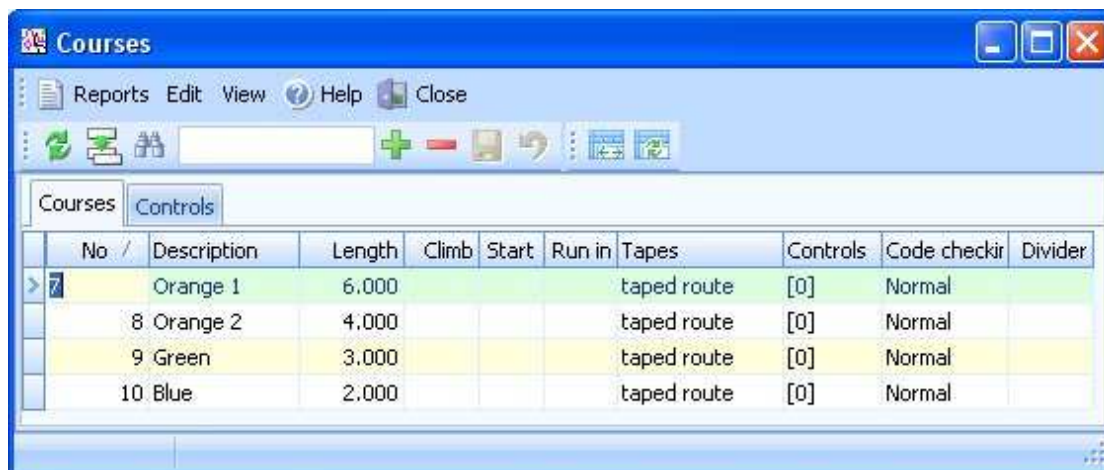 Courses
Reports Edit View Help Close
Courses Controls
No / Description Length Climb Start Run in Tapes Controls Code checkir Divider
7 Orange 1 6.000 taped route [0] Normal
8 Orange 2 4.000 taped route [0] Normal
9 Green 3.000 taped route [0] Normal
10 Blue 2.000 taped route [0] Normal